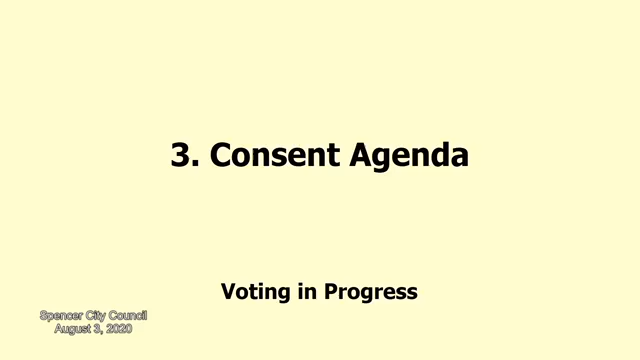 3. Consent Agenda
Voting in Progress
Spencer City Council
August 3, 2020